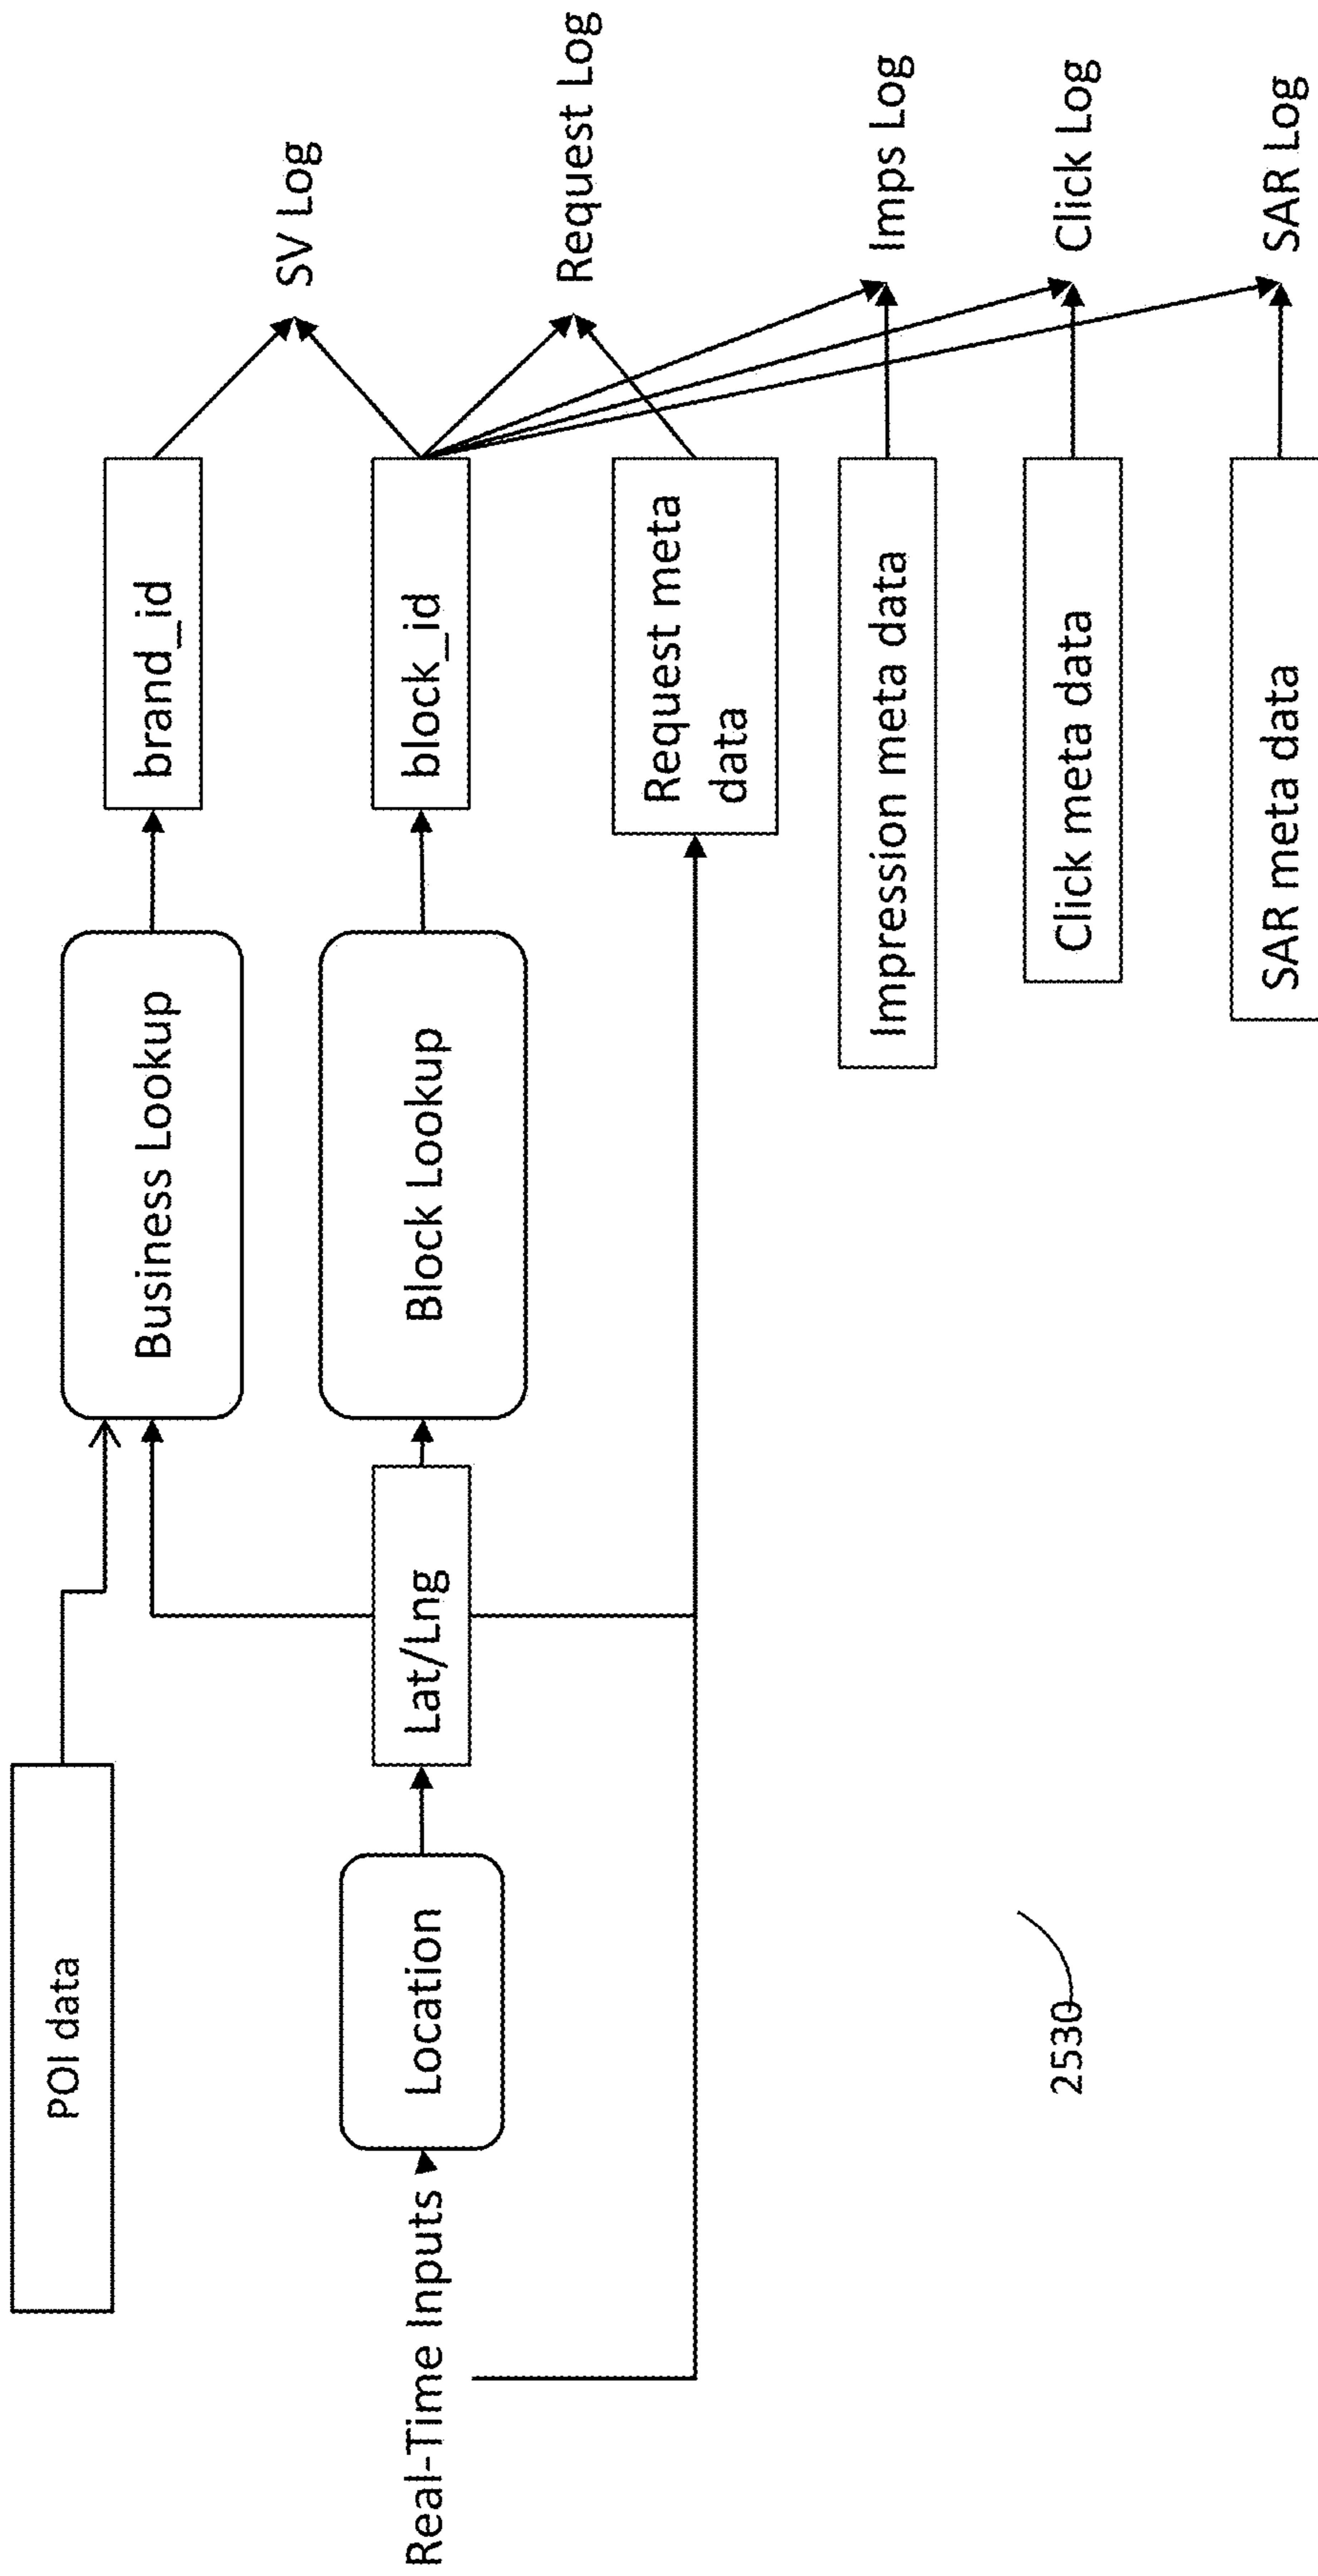 POI data
Business Lookup
brand_id
SV Log
Real-Time Inputs
Location
Lat/Lng
Block Lookup
block_id
Request Log
Request meta
data
Impression meta data
Imps Log
Click meta data
Click Log
SAR meta data
SAR Log
2530